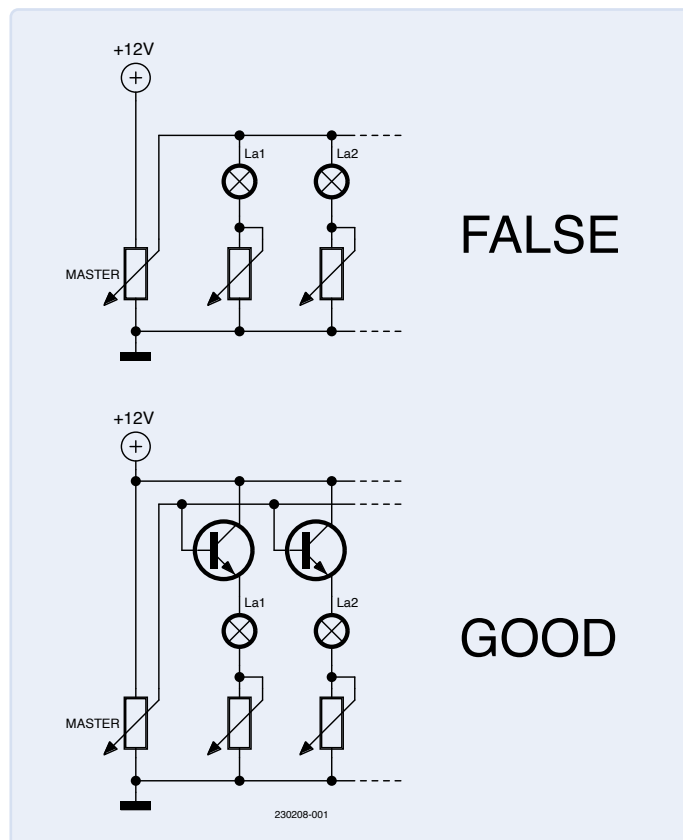 +12V
La1
La2
FALSE
MASTER
+12V
La1
La2
GOOD
MASTER
230208-001